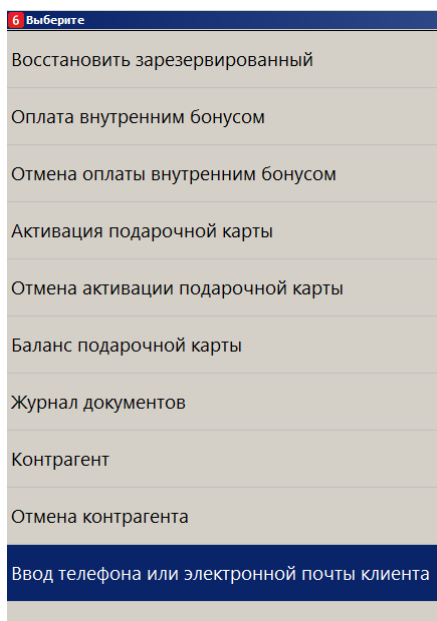 6 Выберите
Восстановить зарезервированный
Оплата внутренним бонусом
Отмена оплаты внутренним бонусом
Активация подарочной карты
Отмена активации подарочной карты
Баланс подарочной карты
Журнал документов
Контрагент
Отмена контрагента
Ввод телефона или электронной почты клиента